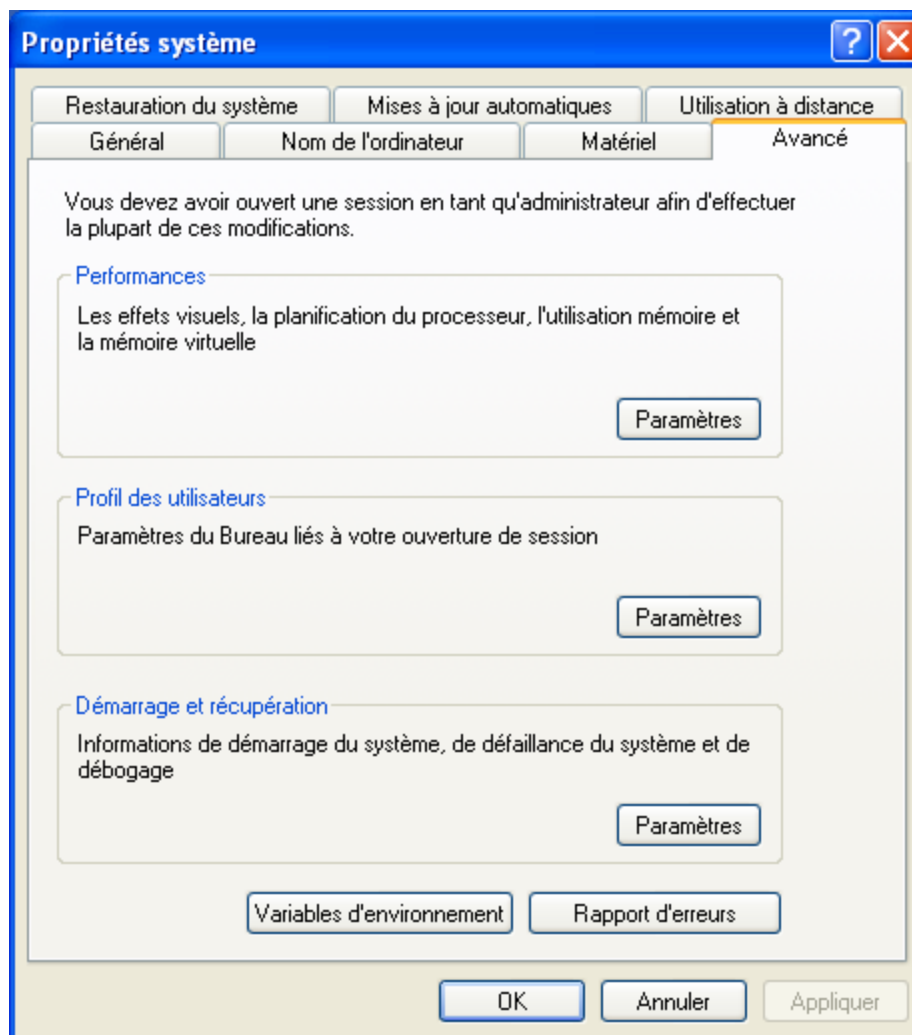 Propriétés système
Restauration du système
Mises à jour automatiques
Utilisation à distance
Général
Nom de l'ordinateur
Matériel
Avancé
Vous devez avoir ouvert une session en tant qu'administrateur afin d'effectuer
la plupart de ces modifications.
Performances
Les effets visuels, la planification du processeur, l'utilisation mémoire et
la mémoire virtuelle
Paramètres
Profil des utilisateurs
Paramètres du Bureau liés à votre ouverture de session
Paramètres
Démarrage et récupération
Informations de démarrage du système, de défaillance du système et de
débogage
Paramètres
Variables d'environnement
Rapport d'erreurs
OK
Annuler
Appliquer